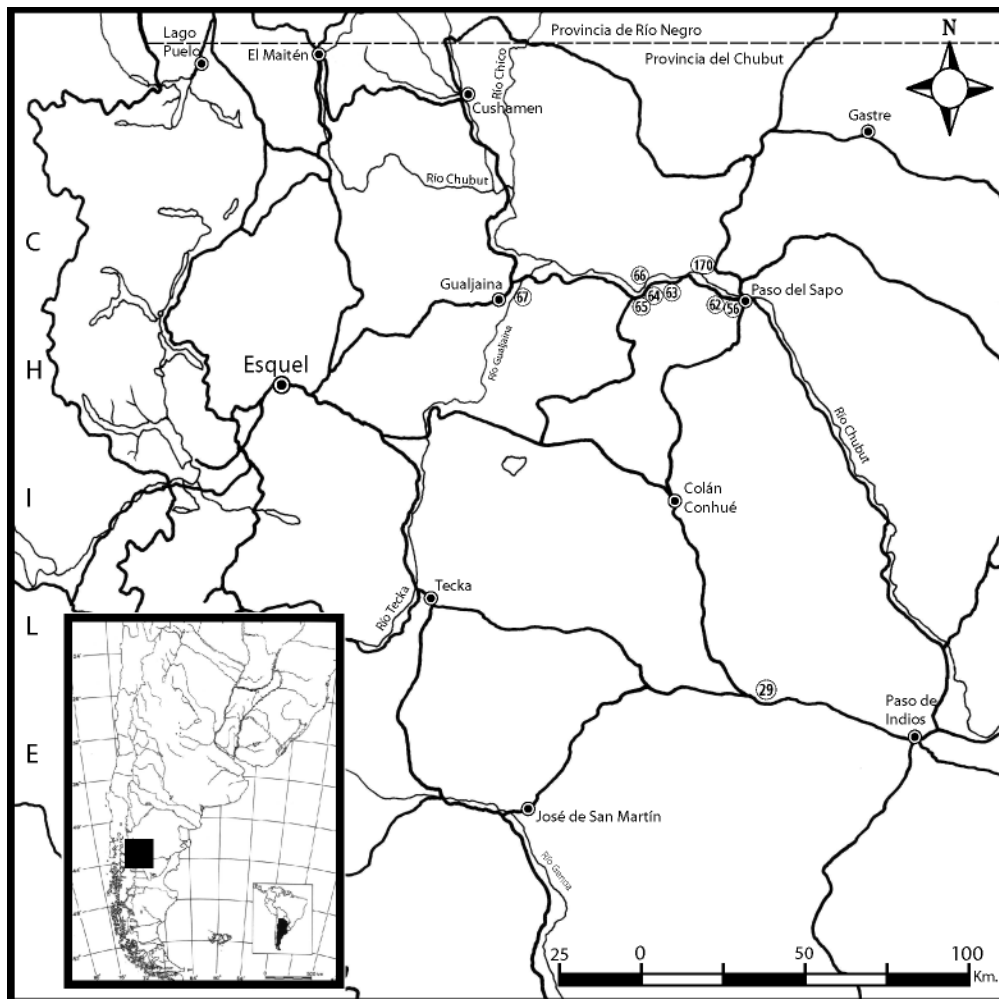 Lago
Puelo
El Maitén
Provincia de Río Negro
Provincia del Chubut
N
Río Chico
Cushamen
Gastre
Río Chubut
C
Gualjaina
67
66
65
64
63
170
62
56
Paso del Sapo
Río Gualjaina
H
Esquel
Río Chubut
I
Colán
Conhué
Tecka
Río Tecka
L
29
Paso de
Indios
E
José de San Martín
Río Genoa
25
0
50
100
Km.